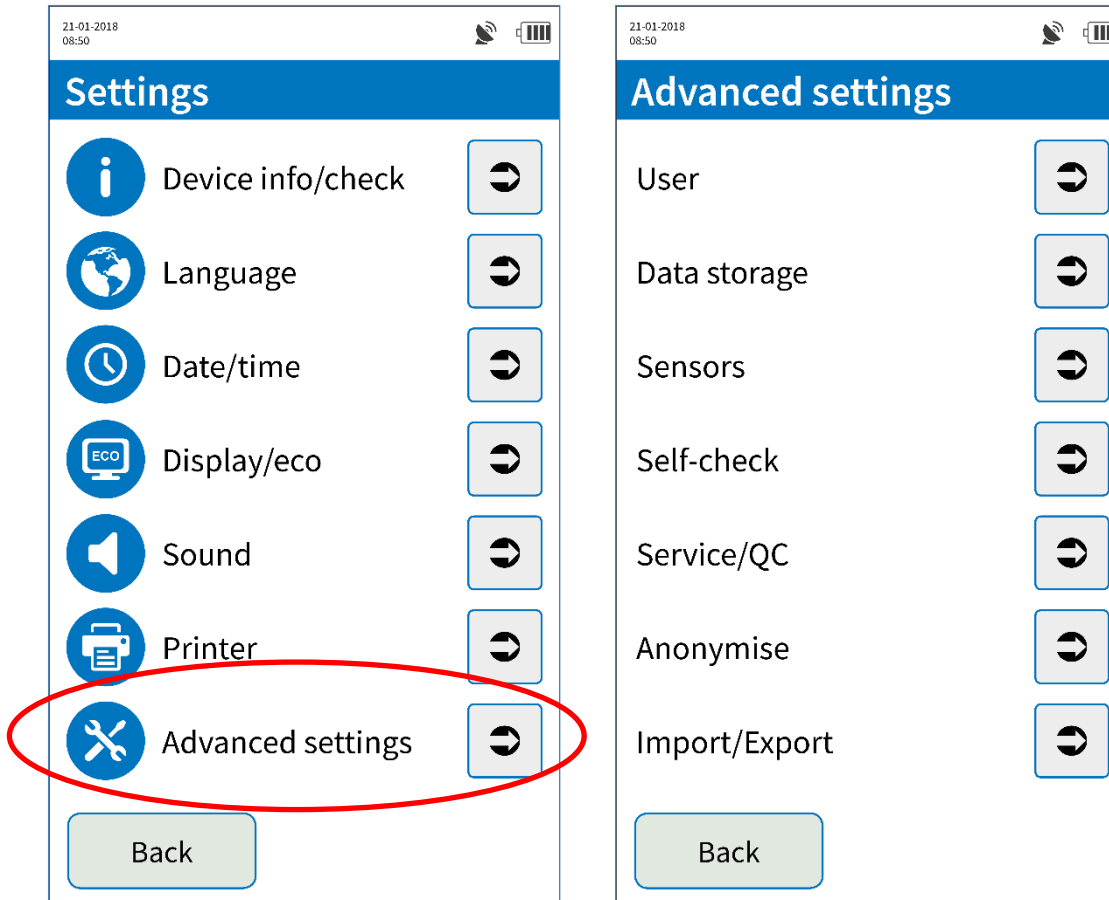 21-01-2018
08:50
Settings
Device info/check
Language
Date/time
ECO
Display/eco
Sound
Printer
Advanced settings
Back
21-01-2018
08:50
Advanced settings
User
Data storage
Sensors
Self-check
Service/QC
Anonymise
Import/Export
Back